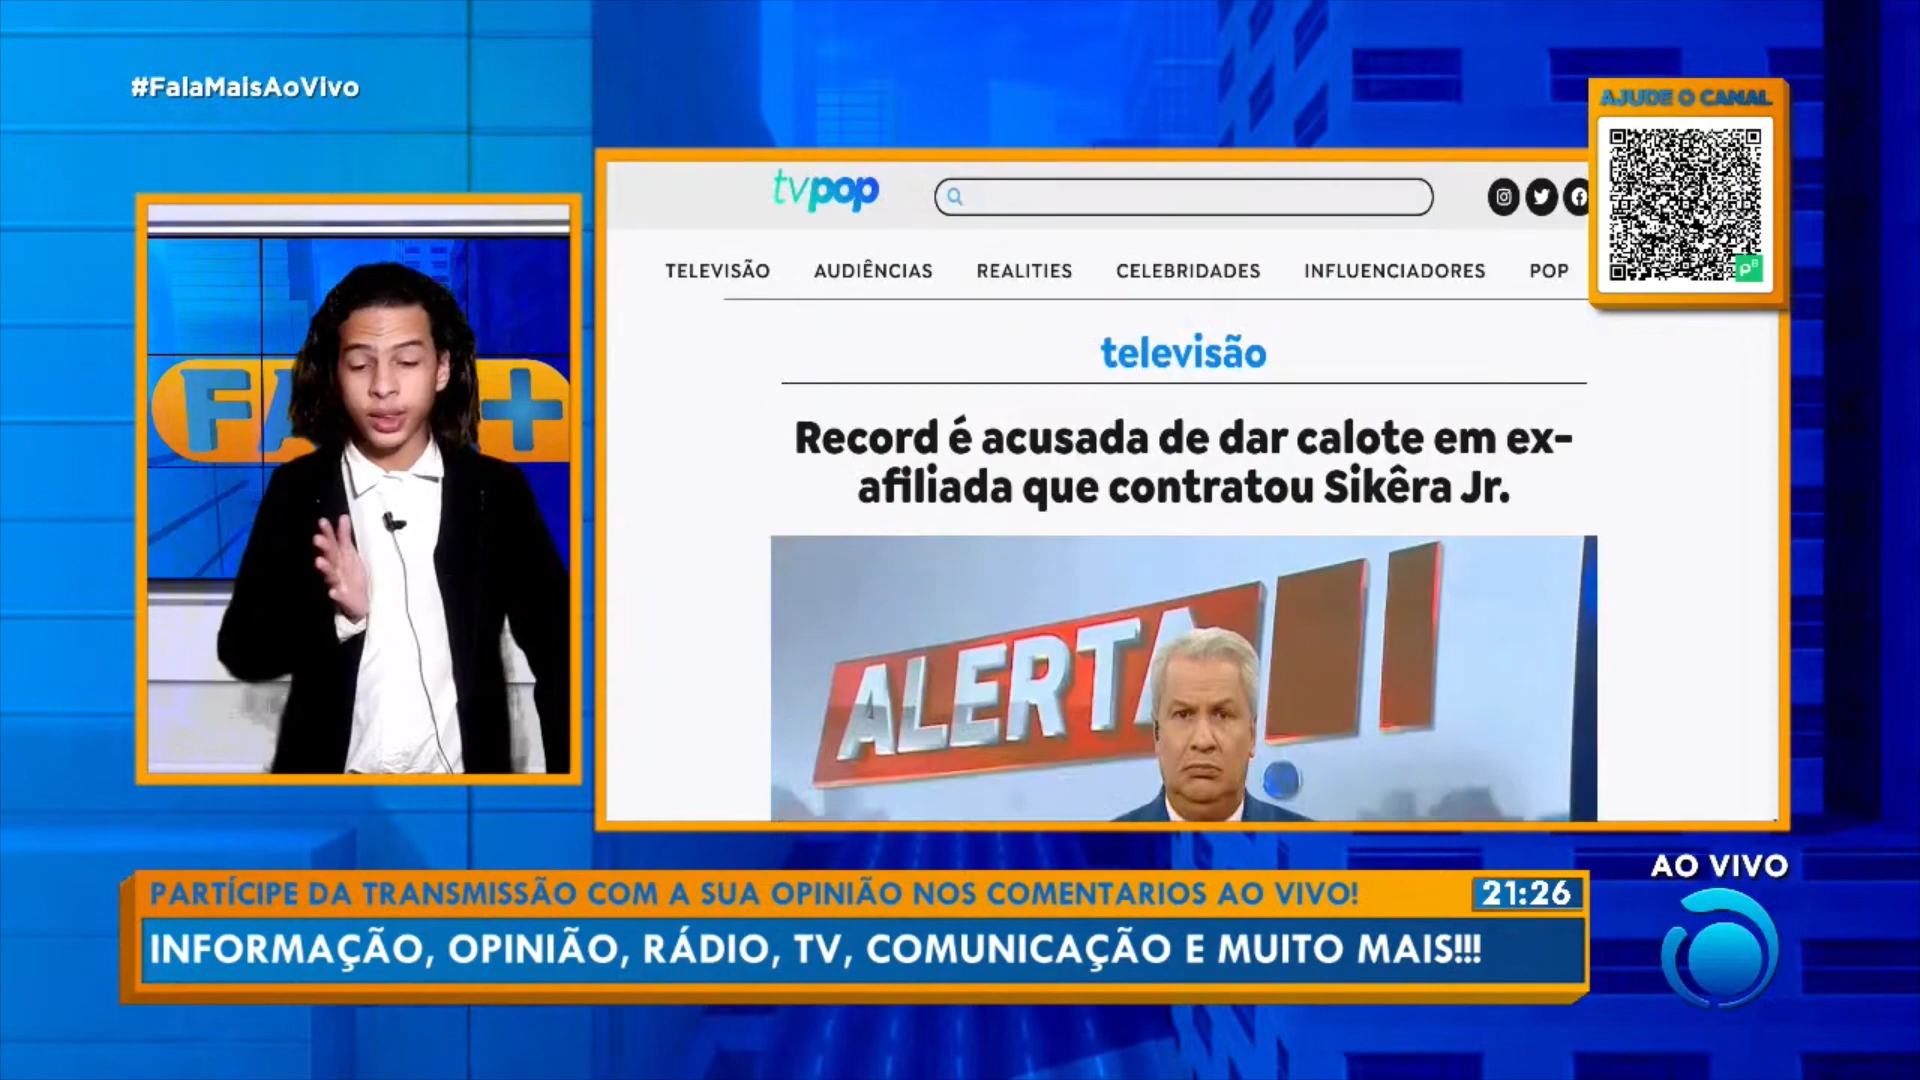 #FalaMaisAoVivo
AJUDE O CANAL
tvpop
TELEVISÃO AUDIÊNCIAS REALITIES CELEBRIDADES INFLUENCIADORES POP
televisão
Record é acusada de dar calote em ex-
afiliada que contratou Sikêra Jr.
ALERTA
PARTÍCIPE DA TRANSMISSÃO COM A SUA OPINIÃO NOS COMENTARIOS AO VIVO!
21:26
INFORMAÇÃO, OPINIÃO, RÁDIO, TV, COMUNICAÇÃO E MUITO MAIS!!!
AO VIVO